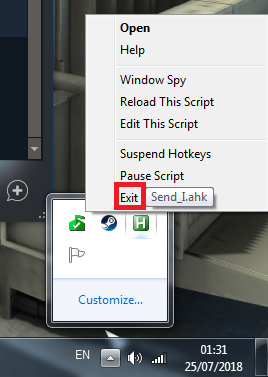 Open
Help
Window Spy
Reload This Script
Edit This Script
Suspend Hotkeys
Pause Script
Exit
Send_I.ahk
H
Customize...
EN
01:31
25/07/2018